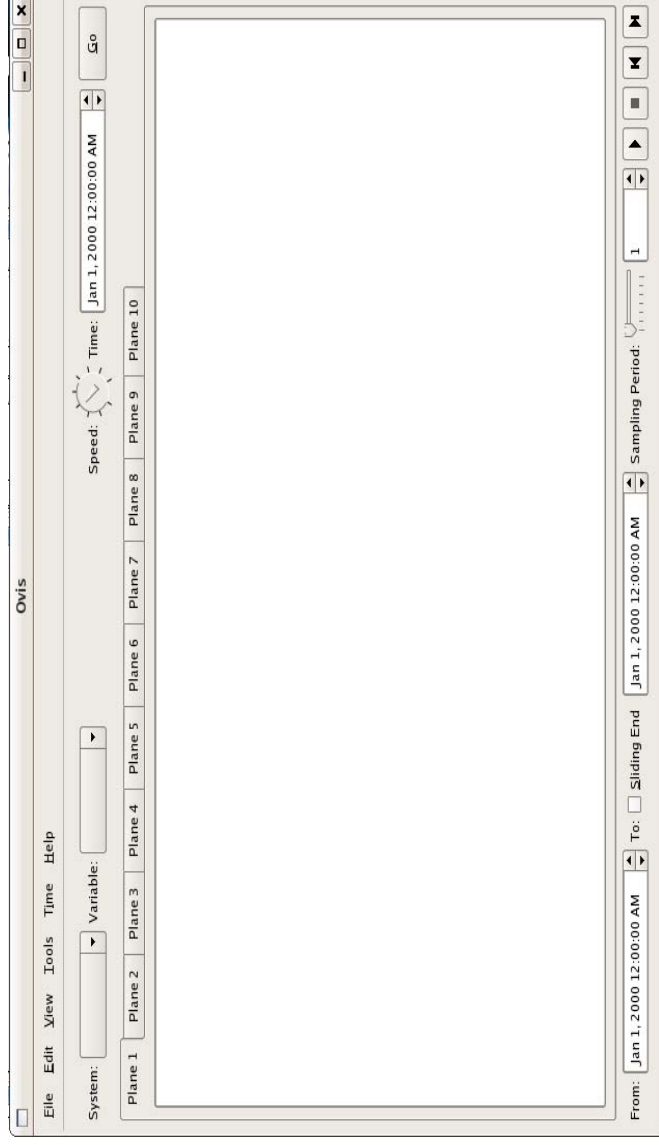 Ovis
File Edit View Tools Time Help
System: Variable: Speed: Time: Jan 1, 2000 12:00:00 AM Go
Plane 1 Plane 2 Plane 3 Plane 4 Plane 5 Plane 6 Plane 7 Plane 8 Plane 9 Plane 10
From: Jan 1, 2000 12:00:00 AM To: Sliding End Jan 1, 2000 12:00:00 AM Sampling Period: 1